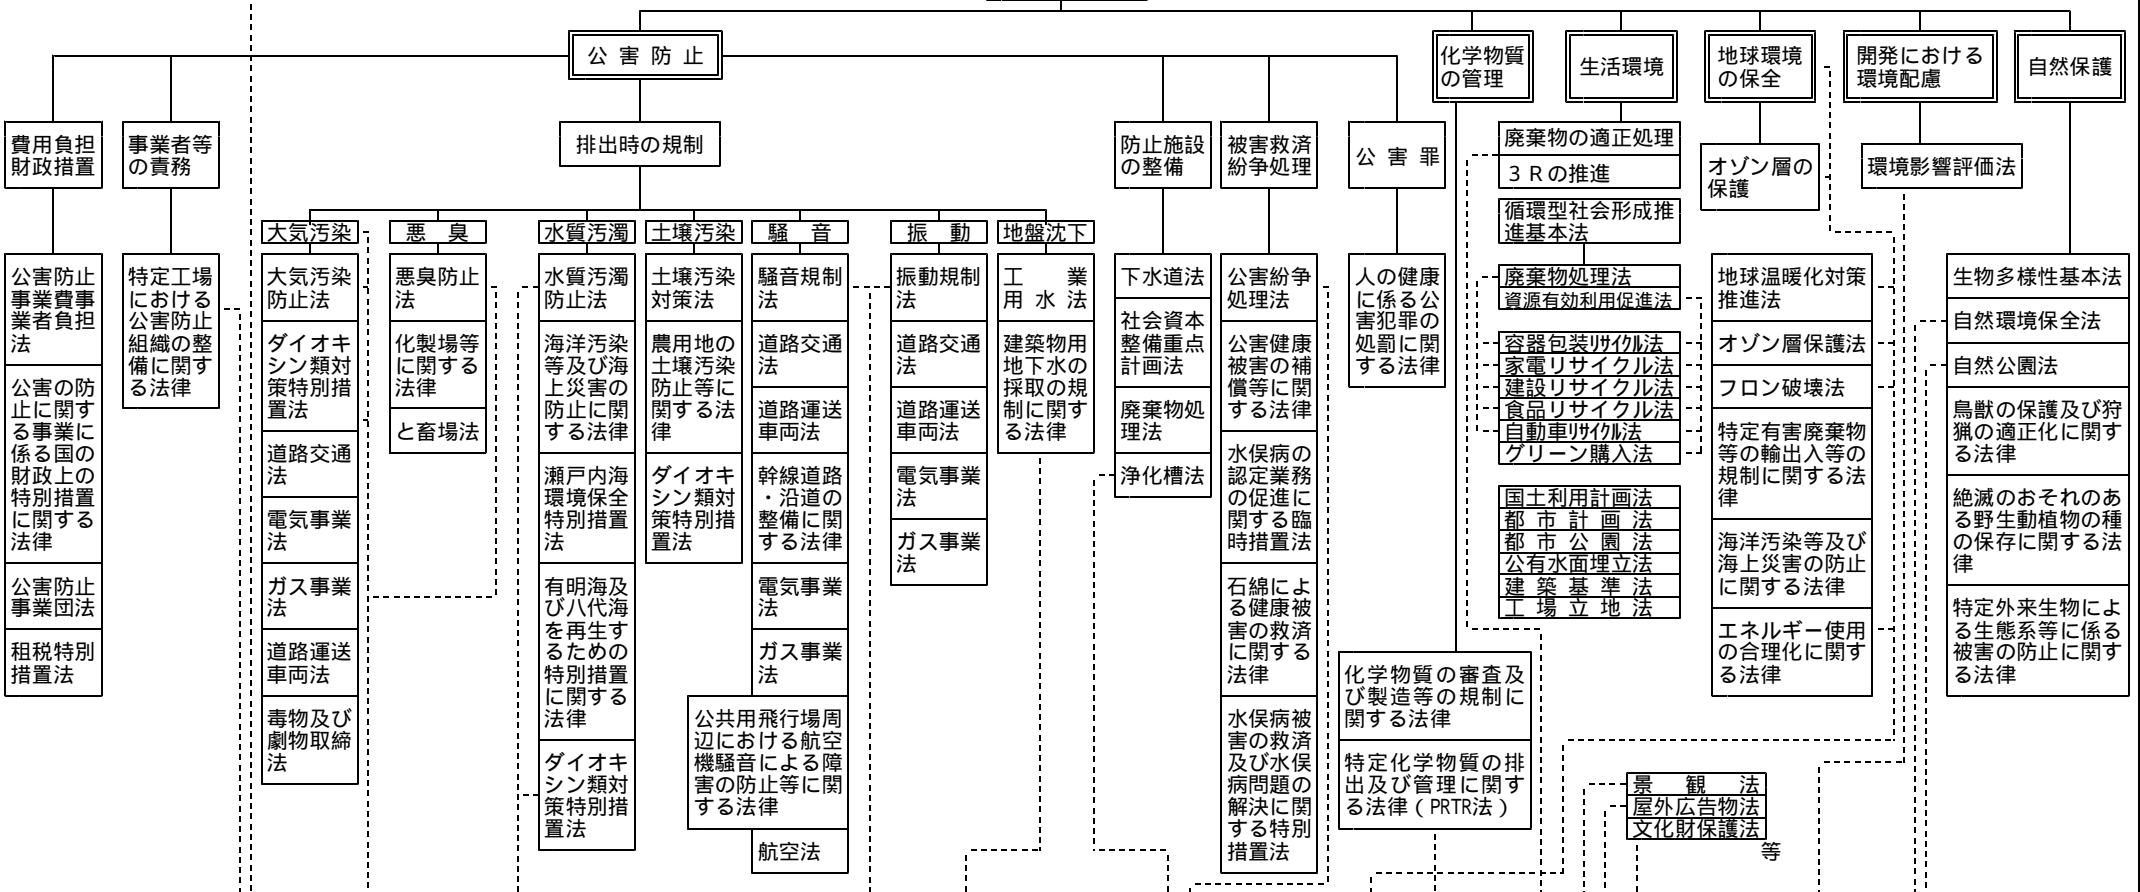 公害防止
化学物質
の管理
生活環境
地球環境
の保全
開発における
環境配慮
自然保護
費用負担
財政措置
事業者等
の責務
排出時の規制
防止施設
の整備
被害救済
紛争処理
公害罪
廃棄物の適正処理
３Ｒの推進
オゾン層の
保護
環境影響評価法
循環型社会形成推
進基本法
大気汚染
悪臭
水質汚濁
土壌汚染
騒音
振動
地盤沈下
公害防止
事業費事
業者負担
法
公害の防
止に関す
る事業に
係る国の
財政上の
特別措置
に関する
法律
公害防止
事業団法
租税特別
措置法
特定工場
における
公害防止
組織の整
備に関す
る法律
大気汚染
防止法
ダイオキ
シン類対
策特別措
置法
道路交通
法
電気事業
法
ガス事業
法
道路運送
車両法
毒物及び
劇物取締
法
悪臭防止
法
化製場等
に関する
法律
と畜場法
水質汚濁
防止法
海洋汚染
等及び海
上災害の
防止に関
する法律
瀬戸内海
環境保全
特別措置
法
有明海及
び八代海
を再生す
るための
特別措置
に関する
法律
ダイオキ
シン類対
策特別措
置法
土壌汚染
対策法
農用地の
土壌汚染
防止等に
関する法
律
ダイオキ
シン類対
策特別措
置法
騒音規制
法
道路交通
法
道路運送
車両法
幹線道路
・沿道の
整備に関
する法律
電気事業
法
ガス事業
法
公共用飛行場周
辺における航空
機騒音による障
害の防止等に関
する法律
航空法
振動規制
法
道路交通
法
道路運送
車両法
電気事業
法
ガス事業
法
工業
用水法
建築物用
地下水の
採取の規
制に関す
る法律
下水道法
社会資本
整備重点
計画法
廃棄物処
理法
浄化槽法
公害紛争
処理法
公害健康
被害の補
償等に関
する法律
水俣病の
認定業務
の促進に
関する臨
時措置法
石綿によ
る健康被
害の救済
に関する
法律
水俣病被
害の救済
及び水俣
病問題の
解決に関
する特別
措置法
人の健康
に係る公
害犯罪の
処罰に関
する法律
化学物質の審査及
び製造等の規制に
関する法律
特定化学物質の排
出及び管理に関す
る法律（PRTR法）
廃棄物処理法
資源有効利用促進法
容器包装ﾘｻｲｸﾙ法
家電リサイクル法
建設リサイクル法
食品リサイクル法
自動車ﾘｻｲｸﾙ法
グリーン購入法
国土利用計画法
都市計画法
都市公園法
公有水面埋立法
建築基準法
工場立地法
地球温暖化対策
推進法
オゾン層保護法
フロン破壊法
特定有害廃棄物
等の輸出入等の
規制に関する法
律
海洋汚染等及び
海上災害の防止
に関する法律
エネルギー使用
の合理化に関す
る法律
景観法
屋外広告物法
文化財保護法
等
生物多様性基本法
自然環境保全法
自然公園法
鳥獣の保護及び狩
猟の適正化に関す
る法律
絶滅のおそれのあ
る野生動植物の種
の保存に関する法
律
特定外来生物によ
る生態系等に係る
被害の防止に関す
る法律